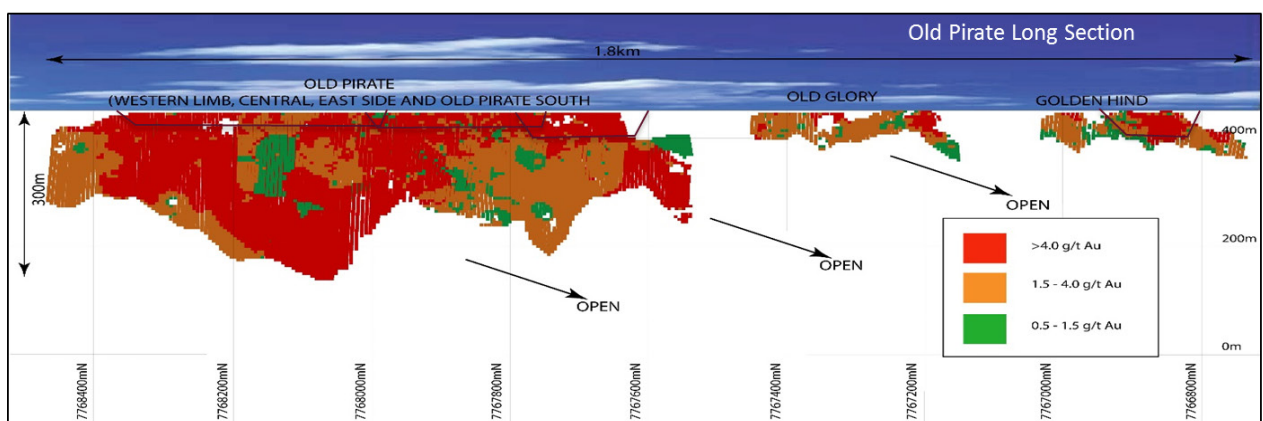 Old Pirate Long Section
1.8km
OLD PIRATE
(WESTERN LIMB, CENTRAL, EAST SIDE AND OLD PIRATE SOUTH
OLD GLORY
GOLDEN HIND
400m
300m
OPEN
OPEN
OPEN
>4.0 g/t Au
1.5 - 4.0 g/t Au
0.5 - 1.5 g/t Au
200m
0m
7768400mN
7768200mN
7768000mN
7767800mN
7767600mN
7767400mN
7767200mN
7767000mN
7766800mN